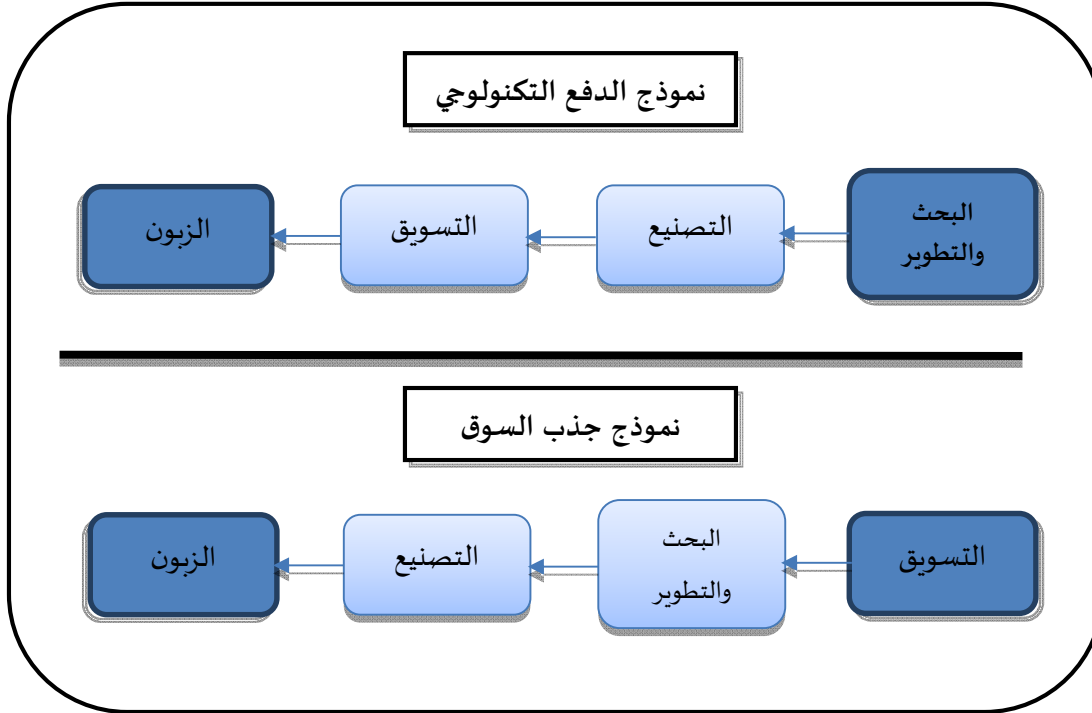 نموذج الدفع التكنولوجي
البحث
والتطوير
التصنيع
التسويق
الزبون
نموذج جذب السوق
التسويق
البحث
والتطوير
التصنيع
الزبون